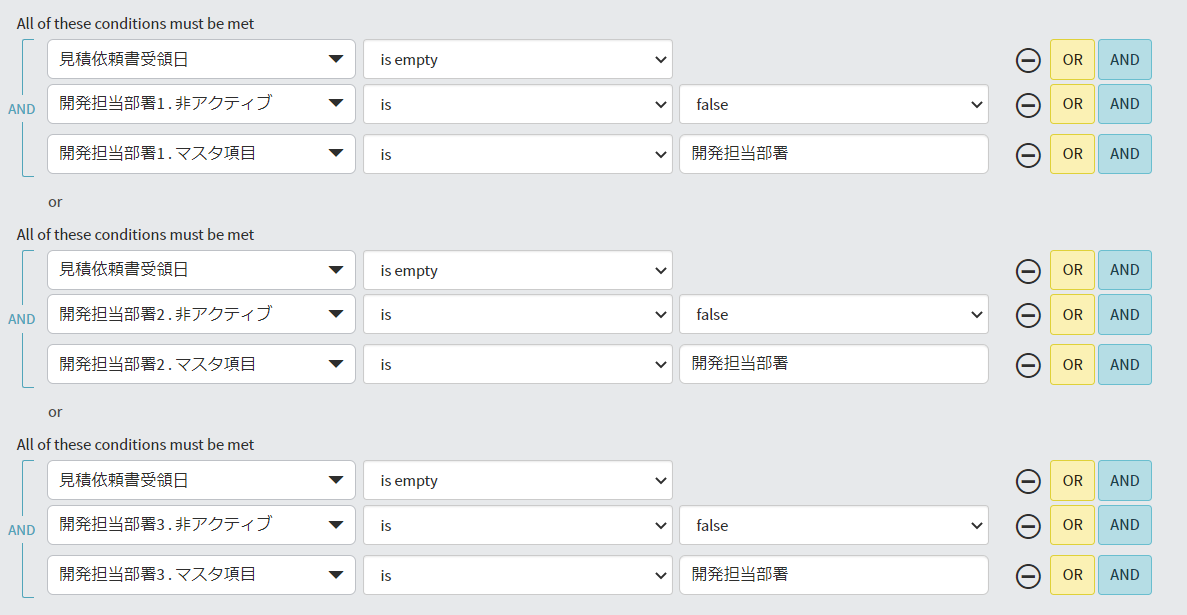 All of these conditions must be met
見積依頼書受領日 is empty OR AND
AND
開発担当部署1.非アクティブ is false OR AND
開発担当部署1.マスタ項目 is 開発担当部署 OR AND
or
All of these conditions must be met
見積依頼書受領日 is empty OR AND
AND
開発担当部署2.非アクティブ is false OR AND
開発担当部署2.マスタ項目 is 開発担当部署 OR AND
or
All of these conditions must be met
見積依頼書受領日 is empty OR AND
AND
開発担当部署3.非アクティブ is false OR AND
開発担当部署3.マスタ項目 is 開発担当部署 OR AND